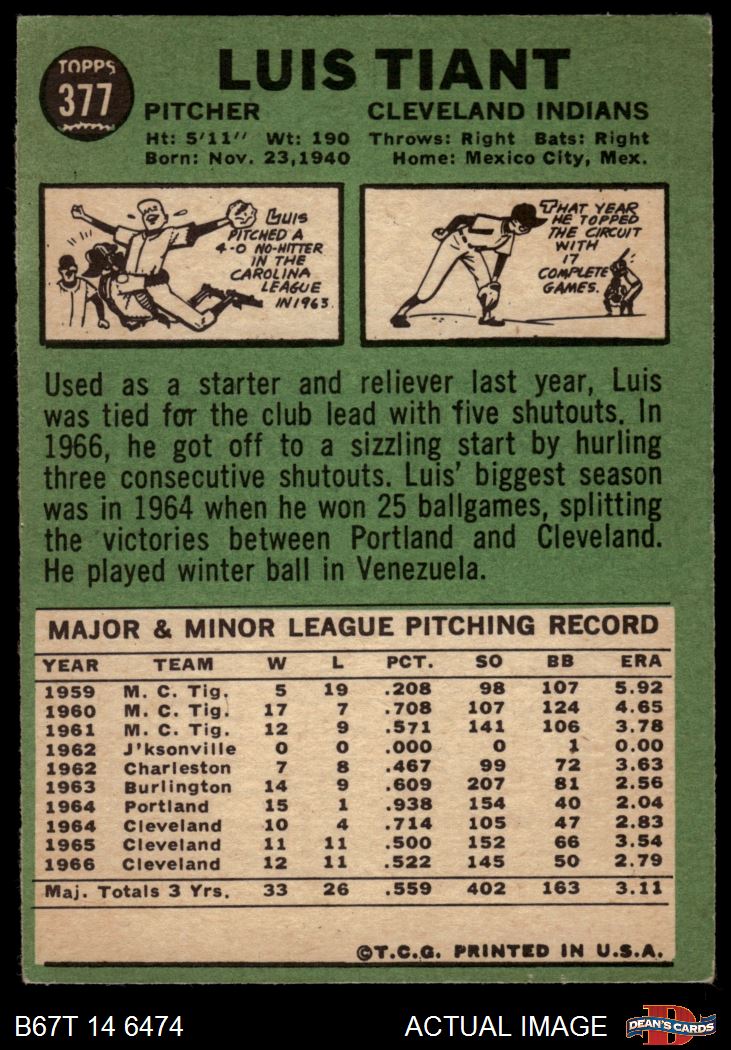 TOPPS
377
LUIS TIANT
PITCHER CLEVELAND INDIANS
Ht: 5'11" Wt: 190 Throws: Right Bats: Right
Born: Nov. 23, 1940 Home: Mexico City, Mex.
LUIS
PITCHED A
4-0 NO-HITTER
IN THE
CAROLINA
LEAGUE
IN 1963.
THAT YEAR
HE TOPPED
THE CIRCUIT
WITH
17
COMPLETE
GAMES.
Used as a starter and reliever last year, Luis
was tied for the club lead with five shutouts. In
1966, he got off to a sizzling start by hurling
three consecutive shutouts. Luis' biggest season
was in 1964 when he won 25 ballgames, splitting
the victories between Portland and Cleveland.
He played winter ball in Venezuela.
MAJOR & MINOR LEAGUE PITCHING RECORD
YEAR TEAM W L PCT. SO BB ERA
1959 M. C. Tig. 5 19 .208 98 107 5.92
1960 M. C. Tig. 17 7 .708 107 124 4.65
1961 M. C. Tig. 12 9 .571 141 106 3.78
1962 J'ksonville 0 0 .000 0 1 0.00
1962 Charleston 7 8 .467 99 72 3.63
1963 Burlington 14 9 .609 207 81 2.56
1964 Portland 15 1 .938 154 40 2.04
1964 Cleveland 10 4 .714 105 47 2.83
1965 Cleveland 11 11 .500 152 66 3.54
1966 Cleveland 12 11 .522 145 50 2.79
Maj. Totals 3 Yrs. 33 26 .559 402 163 3.11
©T.C.G. PRINTED IN U.S.A.
B67T 14 6474 ACTUAL IMAGE
D
DEAN'S CARDS